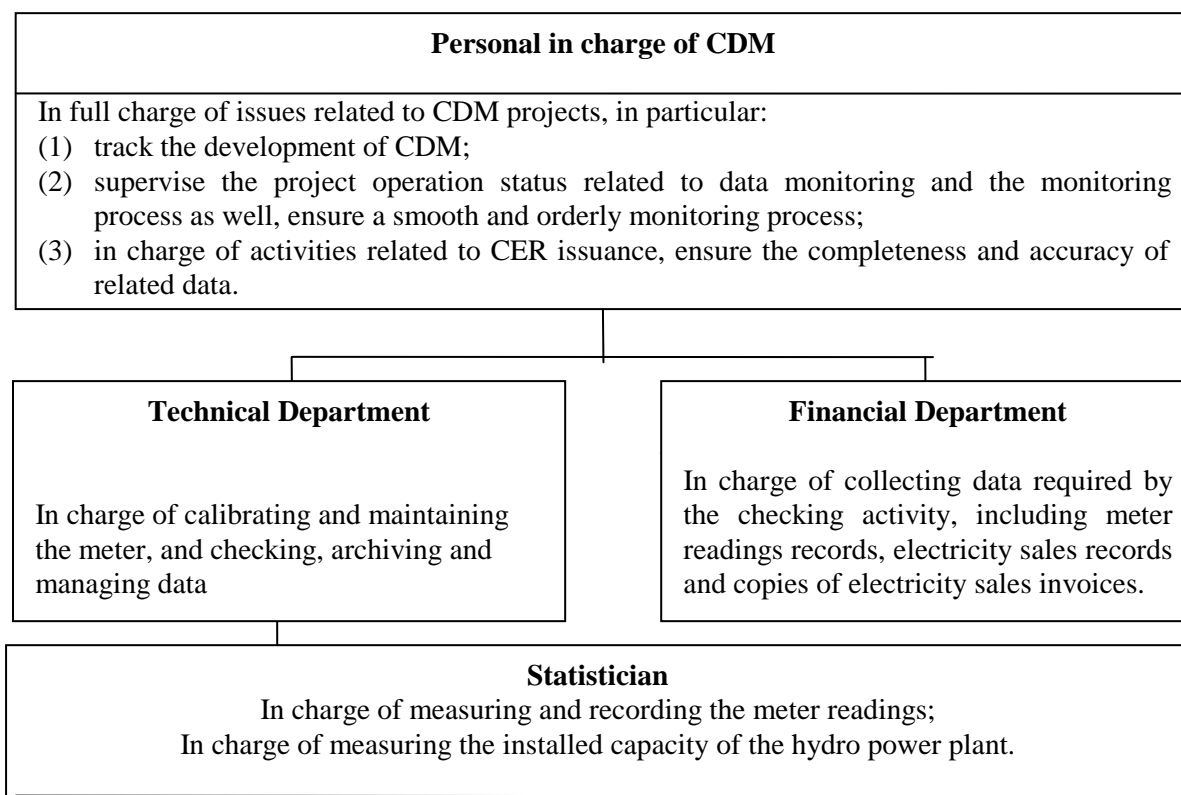 Personal in charge of CDM
In full charge of issues related to CDM projects, in particular:
(1) track the development of CDM;
(2) supervise the project operation status related to data monitoring and the monitoring
process as well, ensure a smooth and orderly monitoring process;
(3) in charge of activities related to CER issuance, ensure the completeness and accuracy of
related data.
Technical Department
In charge of calibrating and maintaining
the meter, and checking, archiving and
managing data
Financial Department
In charge of collecting data required by
the checking activity, including meter
readings records, electricity sales records
and copies of electricity sales invoices.
Statistician
In charge of measuring and recording the meter readings;
In charge of measuring the installed capacity of the hydro power plant.